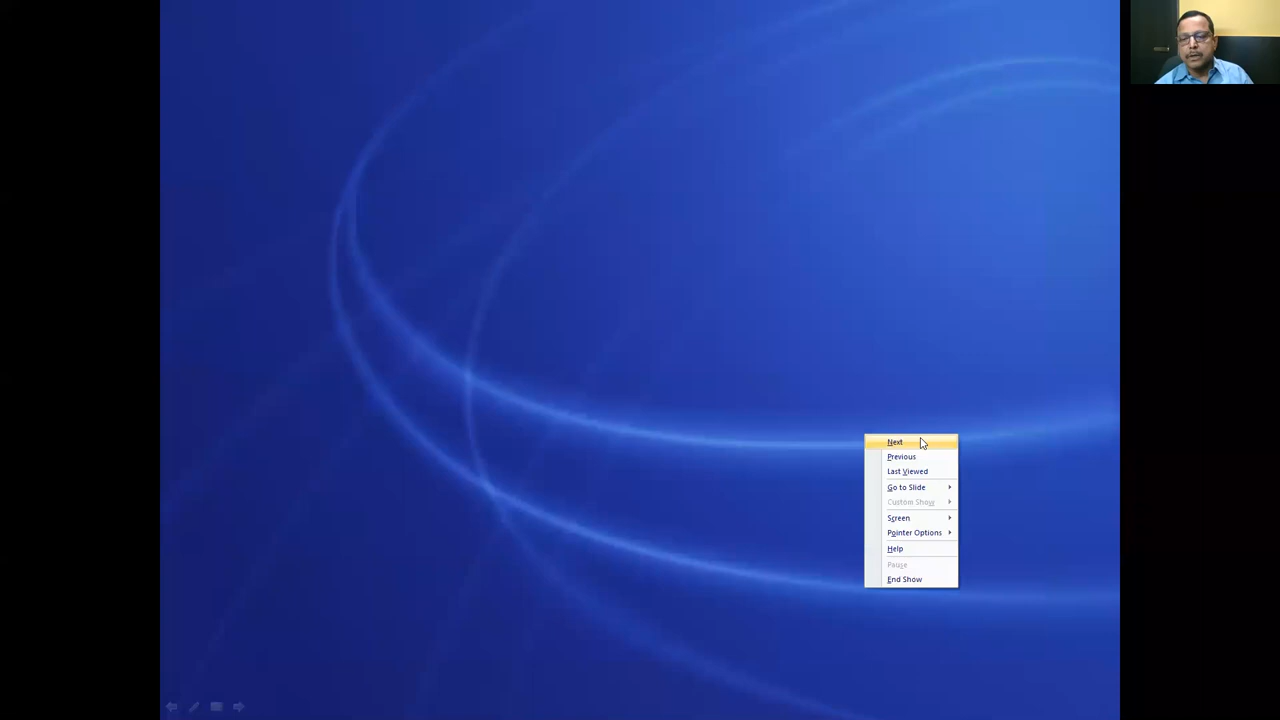 Next
Previous
Last Viewed
Go to Slide
Custom Show
Screen
Pointer Options
Help
Pause
End Show